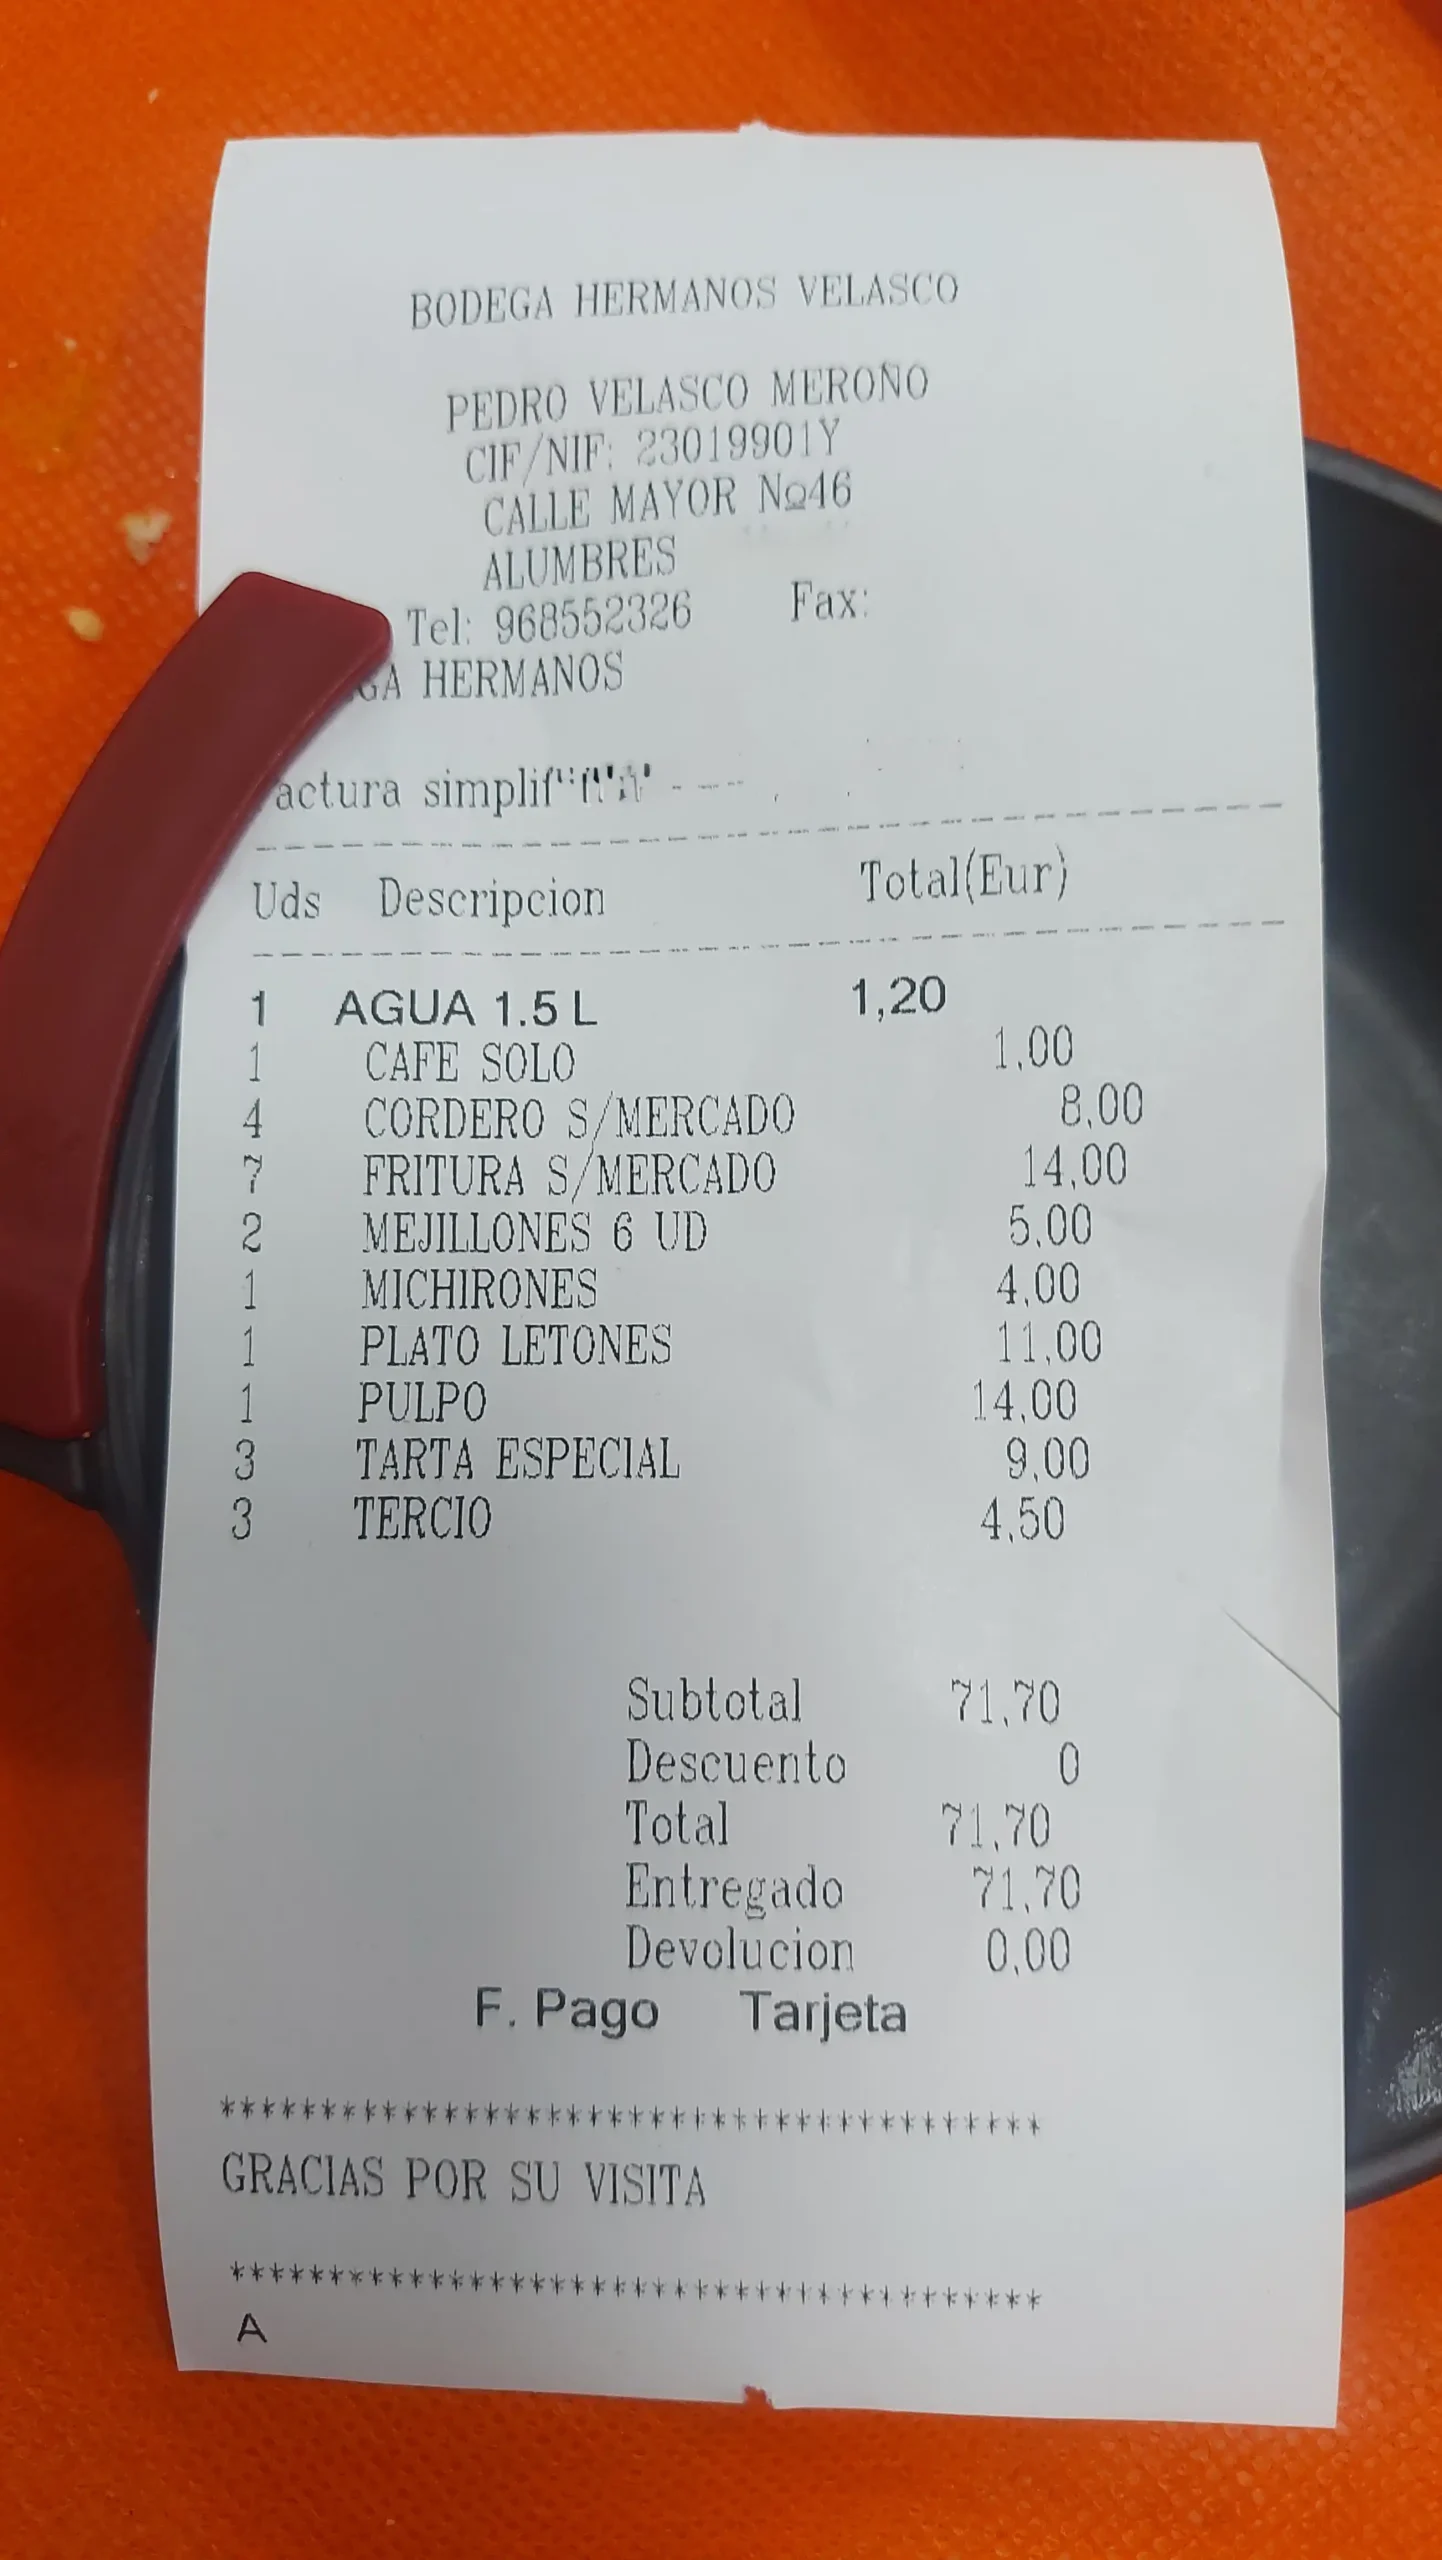 BODEGA HERMANOS VELASCO
PEDRO VELASCO MEROÑO
CIF/NIF: 23019901Y
CALLE MAYOR Nº46
ALUMBRES
Tel: 968552326 Fax:
GA HERMANOS
actura
Uds Descripcion Total(Eur)
1 AGUA 1.5 L 1,20
1 CAFE SOLO 1,00
4 CORDERO S/MERCADO 8,00
7 FRITURA S/MERCADO 14,00
2 MEJILLONES 6 UD 5,00
1 MICHIRONES 4,00
1 PLATO LETONES 11,00
1 PULPO 14,00
3 TARTA ESPECIAL 9,00
3 TERCIO 4,50
Subtotal 71,70
Descuento 0
Total 71,70
Entregado 71,70
Devolucion 0,00
F. Pago Tarjeta
****************************************
GRACIAS POR SU VISITA
****************************************
A